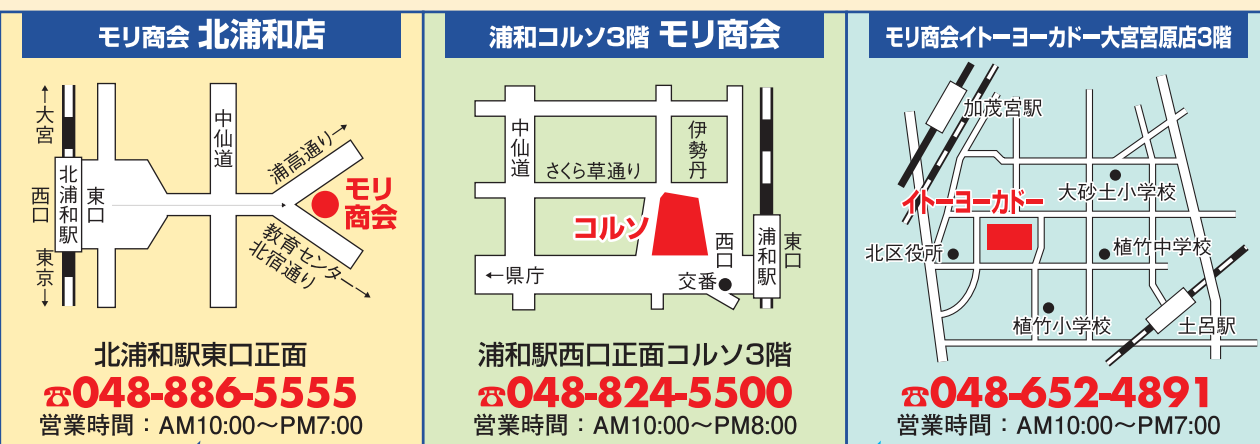 モリ商会 北浦和店
←大宮
北浦和駅
西口
東口
東京→
中仙道
浦高通り→
モリ
商会
教育センター→
北宿通り
北浦和駅東口正面
☎048-886-5555
営業時間：AM10:00〜PM7:00
浦和コルソ3階 モリ商会
中仙道
さくら草通り
伊勢丹
コルソ
西口
浦和駅
東口
←県庁
交番
浦和駅西口正面コルソ3階
☎048-824-5500
営業時間：AM10:00〜PM8:00
モリ商会イトーヨーカドー大宮宮原店3階
加茂宮駅
大砂土小学校
イトーヨーカドー
北区役所
植竹中学校
植竹小学校
土呂駅
☎048-652-4891
営業時間：AM10:00〜PM7:00